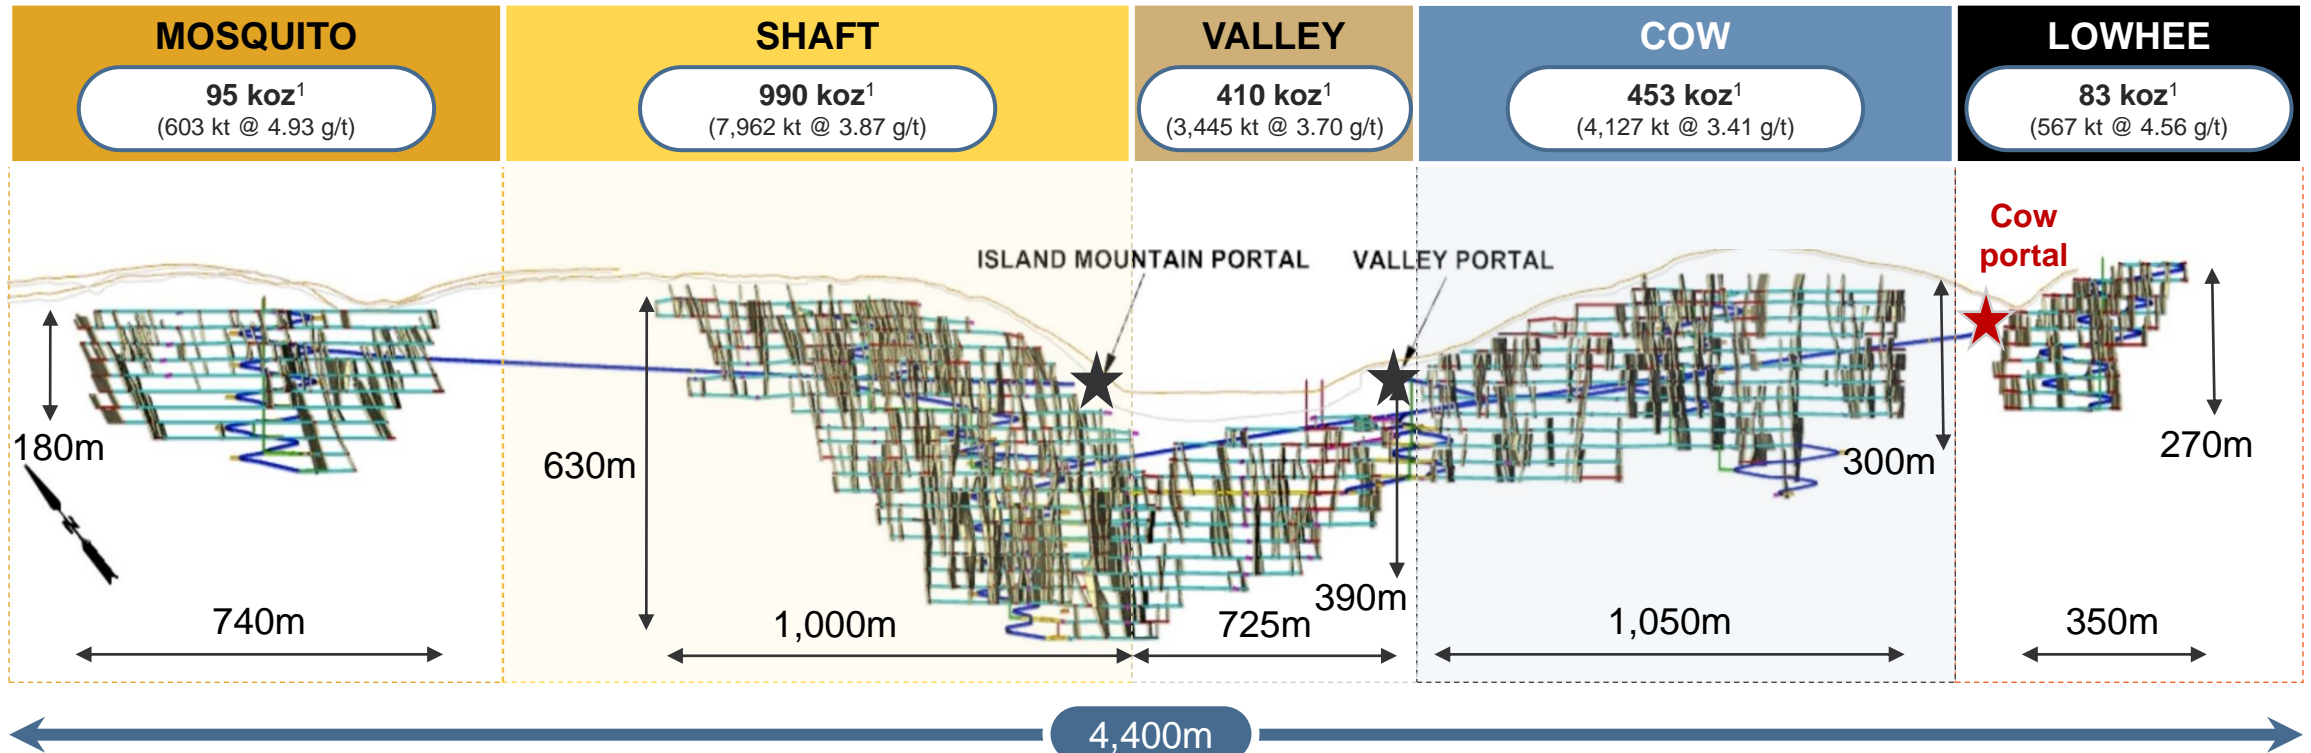 MOSQUITO
95 koz¹
(603 kt @ 4.93 g/t)
SHAFT
990 koz¹
(7,962 kt @ 3.87 g/t)
VALLEY
410 koz¹
(3,445 kt @ 3.70 g/t)
COW
453 koz¹
(4,127 kt @ 3.41 g/t)
LOWHEE
83 koz¹
(567 kt @ 4.56 g/t)
ISLAND MOUNTAIN PORTAL
VALLEY PORTAL
Cow
portal
180m
630m
390m
300m
270m
N
740m
1,000m
725m
1,050m
350m
4,400m